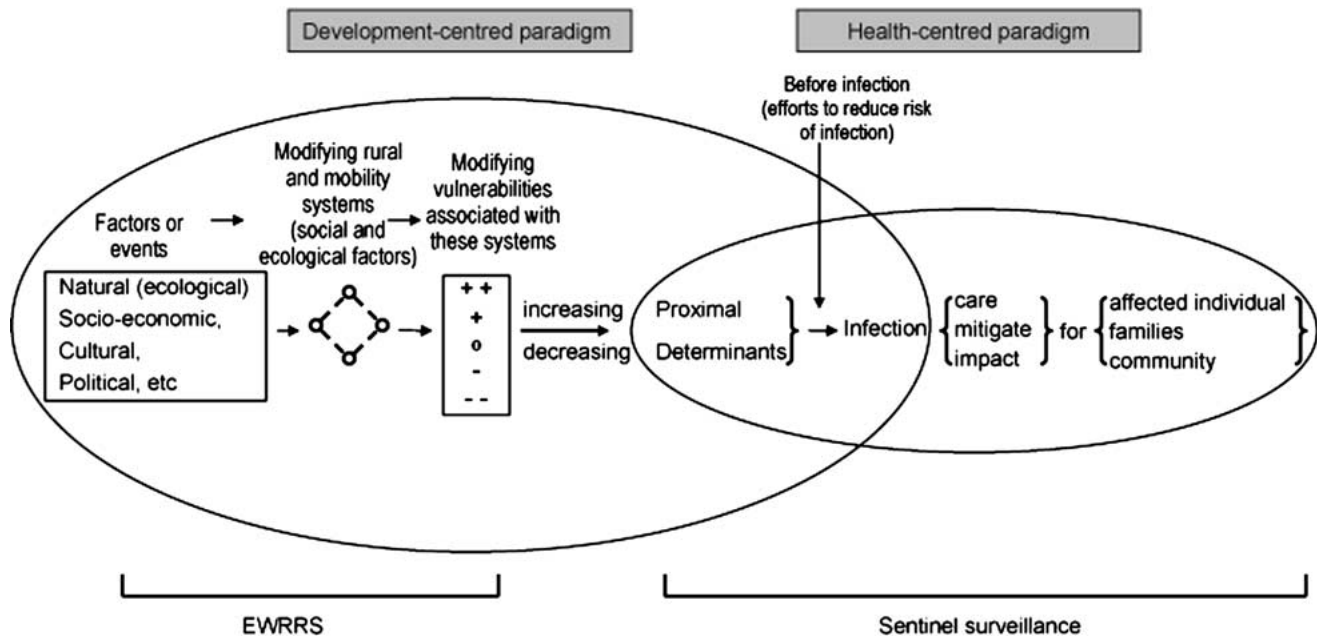 Development-centred paradigm
Health-centred paradigm
Before infection
(efforts to reduce risk
of infection)
Factors or
events
Modifying rural
and mobility
systems
(social and
ecological factors)
Modifying
vulnerabilities
associated with
these systems
Natural (ecological)
Socio-economic,
Cultural,
Political, etc
+ +
+
o
-
- -
increasing
decreasing
Proximal
Determinants
Infection
care
mitigate
impact
for
affected individual
families
community
EWRRS
Sentinel surveillance